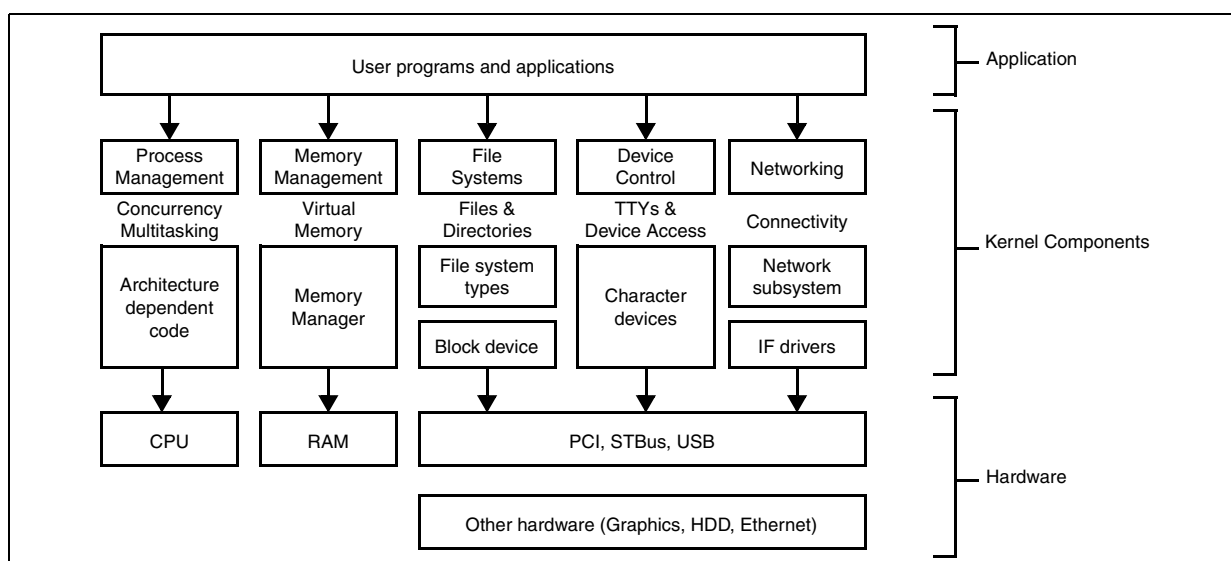 User programs and applications
Application
Process
Management
Memory
Management
File
Systems
Device
Control
Networking
Concurrency
Multitasking
Virtual
Memory
Files &
Directories
TTYs &
Device Access
Connectivity
Kernel Components
Architecture
dependent
code
Memory
Manager
File system
types
Block device
Character
devices
Network
subsystem
IF drivers
CPU
RAM
PCI, STBus, USB
Hardware
Other hardware (Graphics, HDD, Ethernet)